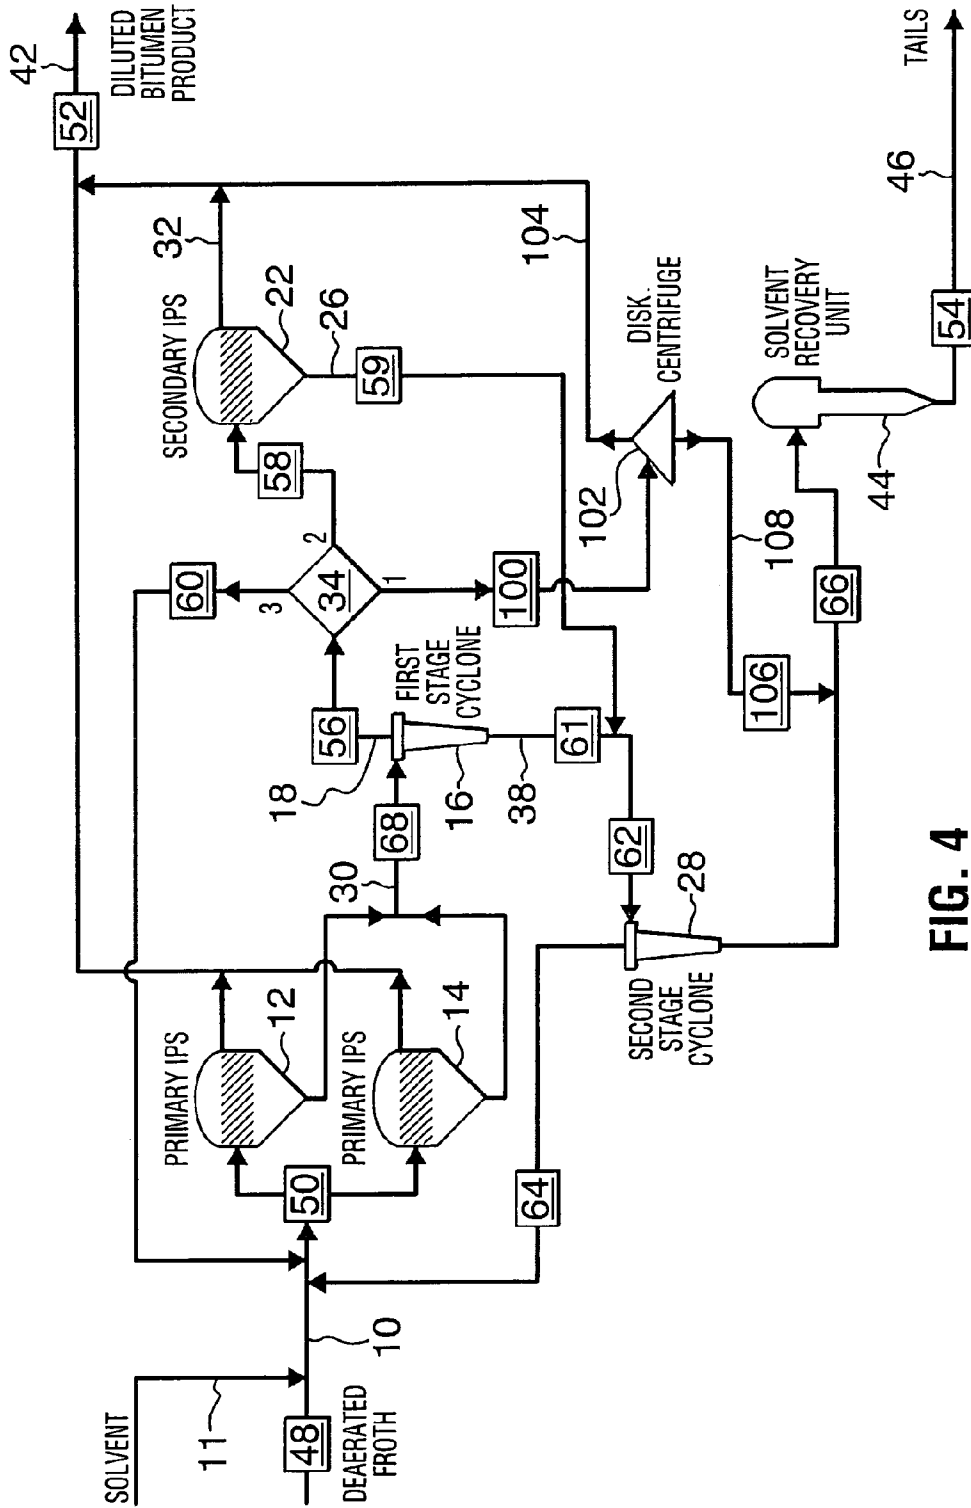 SOLVENT
11
48
DEAERATED
FROTH
10
50
PRIMARY IPS
12
PRIMARY IPS
14
30
68
64
60
18
56
FIRST
STAGE
CYCLONE
16
38
61
62
SECOND
STAGE
CYCLONE
28
3
34
2
1
58
SECONDARY IPS
22
26
59
32
100
102
DISK.
CENTRIFUGE
104
106
108
66
SOLVENT
RECOVERY
UNIT
44
54
46
TAILS
52
42
DILUTED
BITUMEN
PRODUCT
FIG. 4